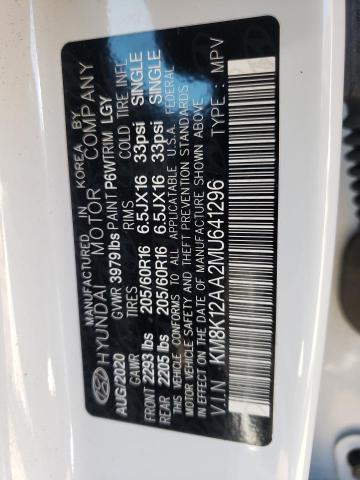 MANUFACTURED IN KOREA BY
HYUNDAI MOTOR COMPANY
AUG/2020 GVWR 3979 lbs PAINT P6WTRIM LGY
GAWR TIRES RIMS COLD TIRE INFL
FRONT 2293 lbs 205/60R16 6.5JX16 33psi SINGLE
REAR 2205 lbs 205/60R16 6.5JX16 33psi SINGLE
THIS VEHICLE CONFORMS TO ALL APPLICABLE U.S. FEDERAL
MOTOR VEHICLE SAFETY AND THEFT PREVENTION STANDARDS
IN EFFECT ON THE DATE OF MANUFACTURE SHOWN ABOVE.
V.I.N. : KM8K12AA2MU641296 TYPE : MPV